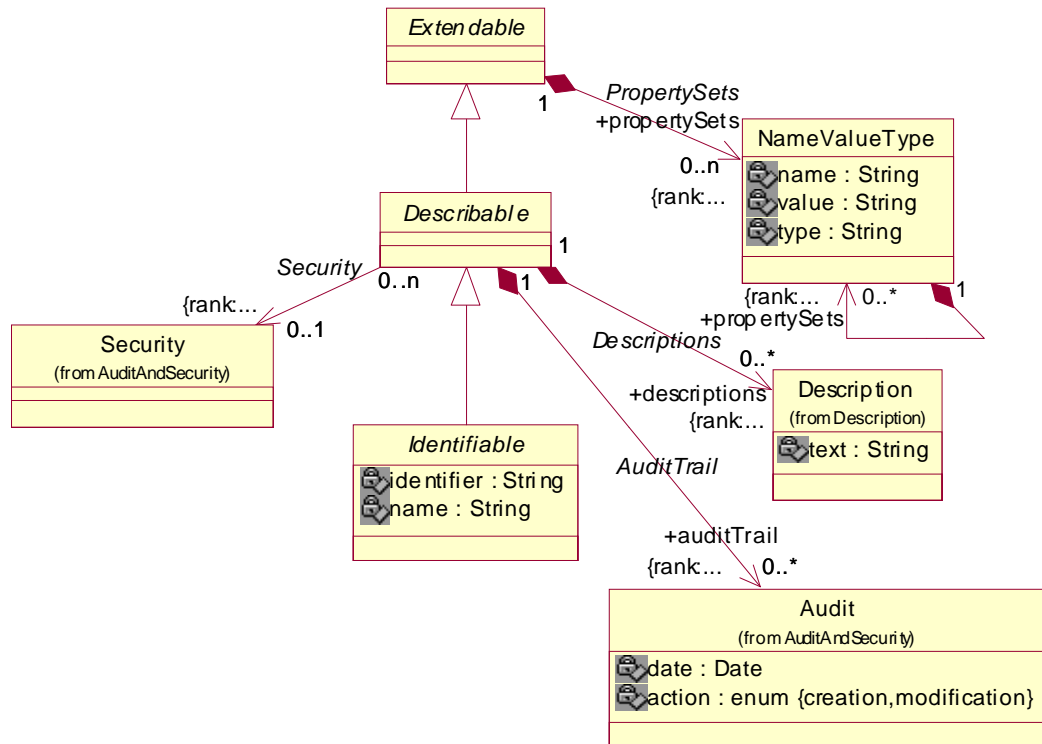 Extendable
1
PropertySets
+propertySets
0..n
{rank:...
NameValueType
name : String
value : String
type : String
Describable
1
Security
0..n
1
{rank:...
0..1
{rank:...
0..*
1
+propertySets
Security
(from AuditAndSecurity)
Descriptions
0..*
+descriptions
{rank:...
Description
(from Description)
text : String
Identifiable
identifier : String
name : String
AuditTrail
+auditTrail
{rank:...
0..*
Audit
(from AuditAndSecurity)
date : Date
action : enum {creation,modification}